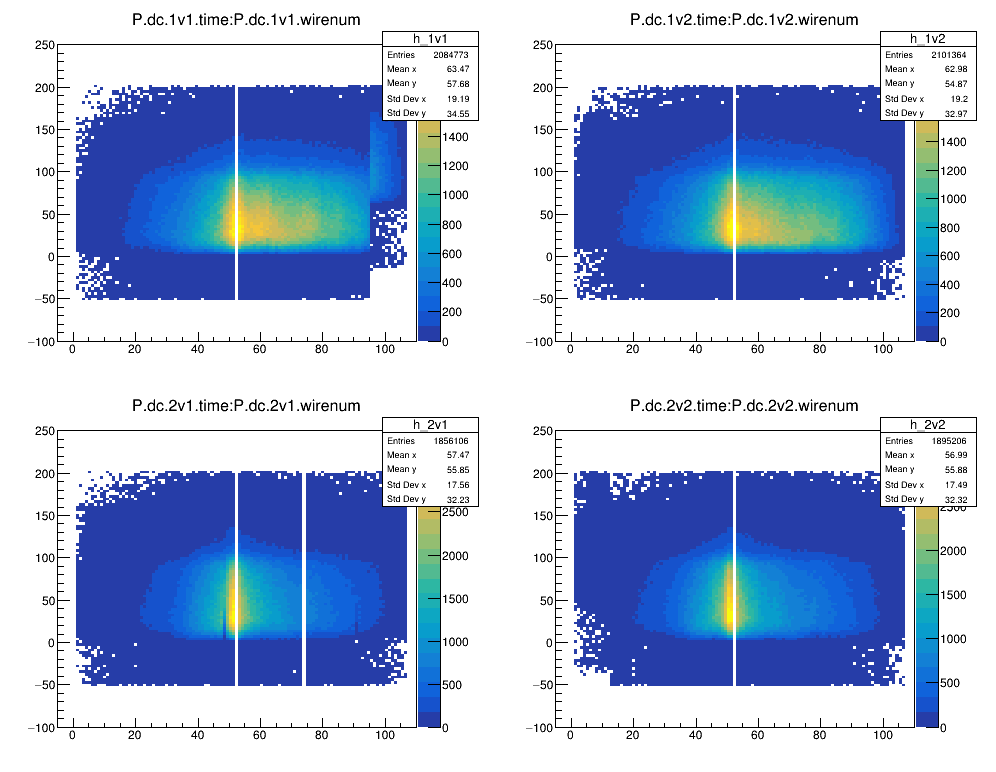 P.dc.1v1.time:P.dc.1v1.wirenum
h_1v1
Entries 2084773
Mean x 63.47
Mean y 57.68
Std Dev x 19.19
Std Dev y 34.55
250
200
150
100
50
0
−50
−100
0 20 40 60 80 100
1400
1200
1000
800
600
400
200
0
P.dc.1v2.time:P.dc.1v2.wirenum
h_1v2
Entries 2101364
Mean x 62.98
Mean y 54.87
Std Dev x 19.2
Std Dev y 32.97
250
200
150
100
50
0
−50
−100
0 20 40 60 80 100
1400
1200
1000
800
600
400
200
0
P.dc.2v1.time:P.dc.2v1.wirenum
h_2v1
Entries 1856106
Mean x 57.47
Mean y 55.85
Std Dev x 17.56
Std Dev y 32.23
250
200
150
100
50
0
−50
−100
0 20 40 60 80 100
2500
2000
1500
1000
500
0
P.dc.2v2.time:P.dc.2v2.wirenum
h_2v2
Entries 1895206
Mean x 56.99
Mean y 55.88
Std Dev x 17.49
Std Dev y 32.32
250
200
150
100
50
0
−50
−100
0 20 40 60 80 100
2500
2000
1500
1000
500
0